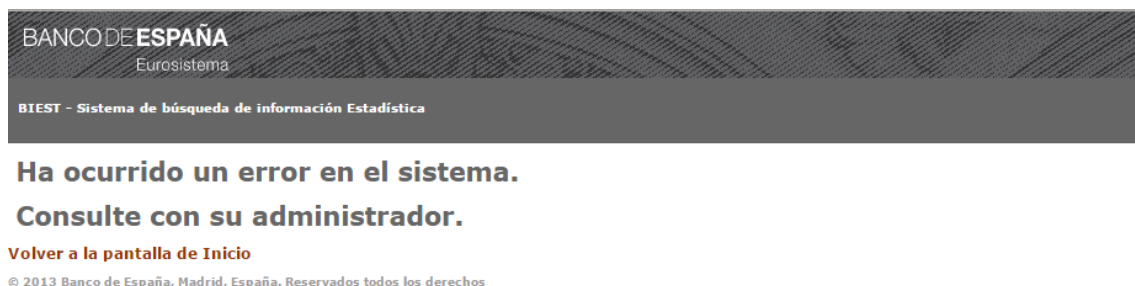 BANCODEESPAÑA
Eurosistema
BIEST - Sistema de búsqueda de información Estadística
Ha ocurrido un error en el sistema.
Consulte con su administrador.
Volver a la pantalla de Inicio
© 2013 Banco de España, Madrid, España. Reservados todos los derechos